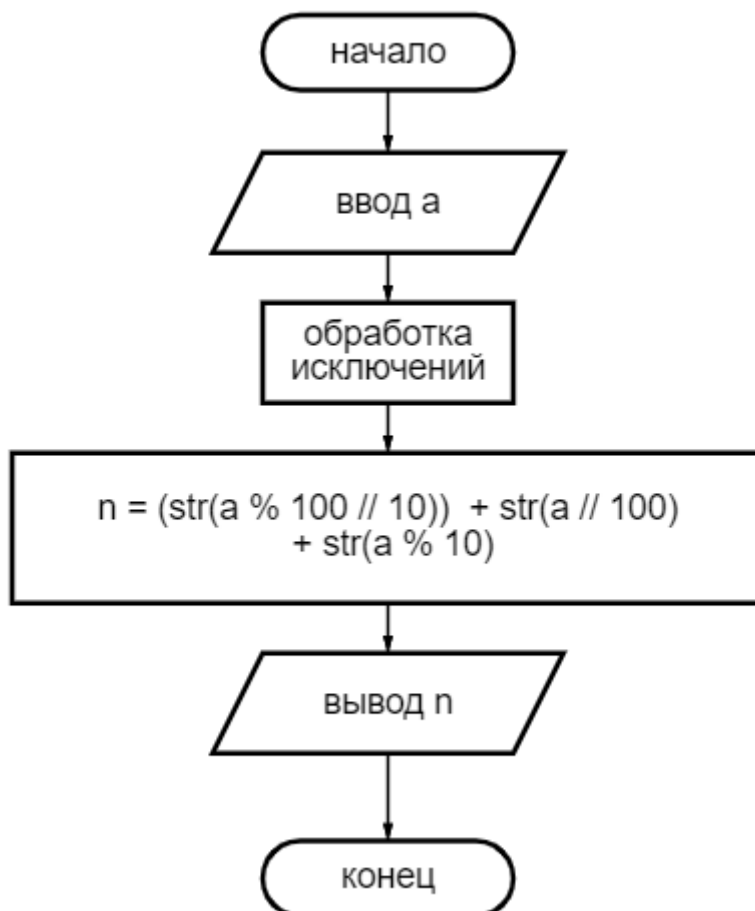 начало
ввод a
обработка
исключений
n = (str(a % 100 // 10)) + str(a // 100)
+ str(a % 10)
вывод n
конец